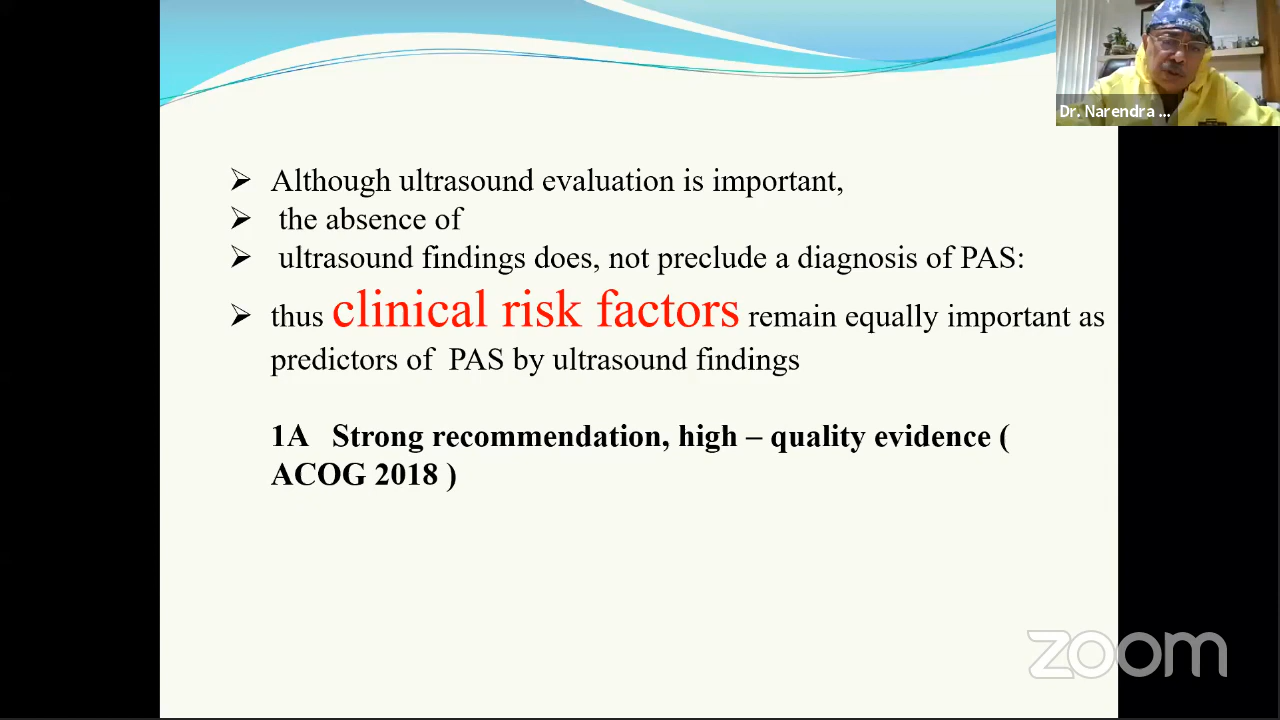 Dr. Narendra ...
➢ Although ultrasound evaluation is important,
➢ the absence of
➢ ultrasound findings does, not preclude a diagnosis of PAS:
➢ thus clinical risk factors remain equally important as
predictors of PAS by ultrasound findings
1A Strong recommendation, high – quality evidence (
ACOG 2018 )
zoom